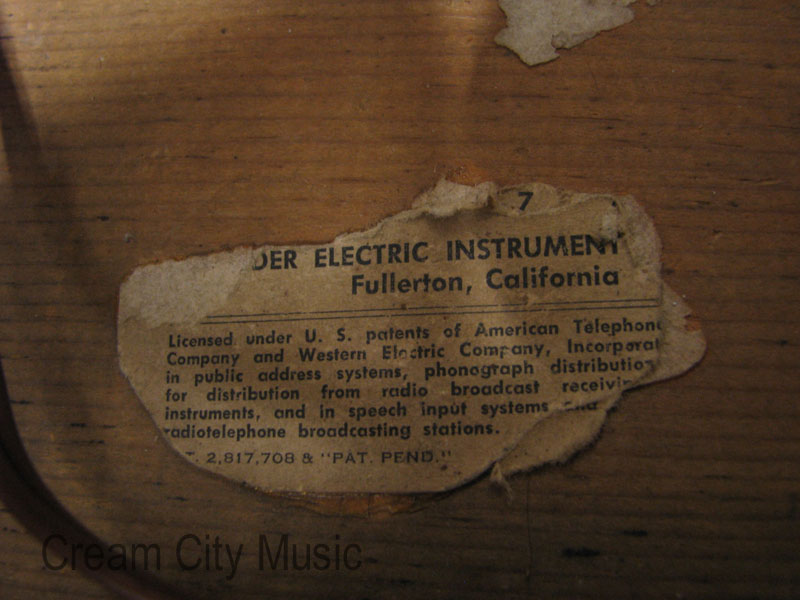 7
DER ELECTRIC INSTRUMENT
Fullerton, California
Licensed under U. S. patents of American Telephone
Company and Western Electric Company, Incorporat
in public address systems, phonograph distribution
for distribution from radio broadcast receivin
instruments, and in speech input systems and
radiotelephone broadcasting stations.
T. 2,817,708 & "PAT. PEND."
Cream City Music